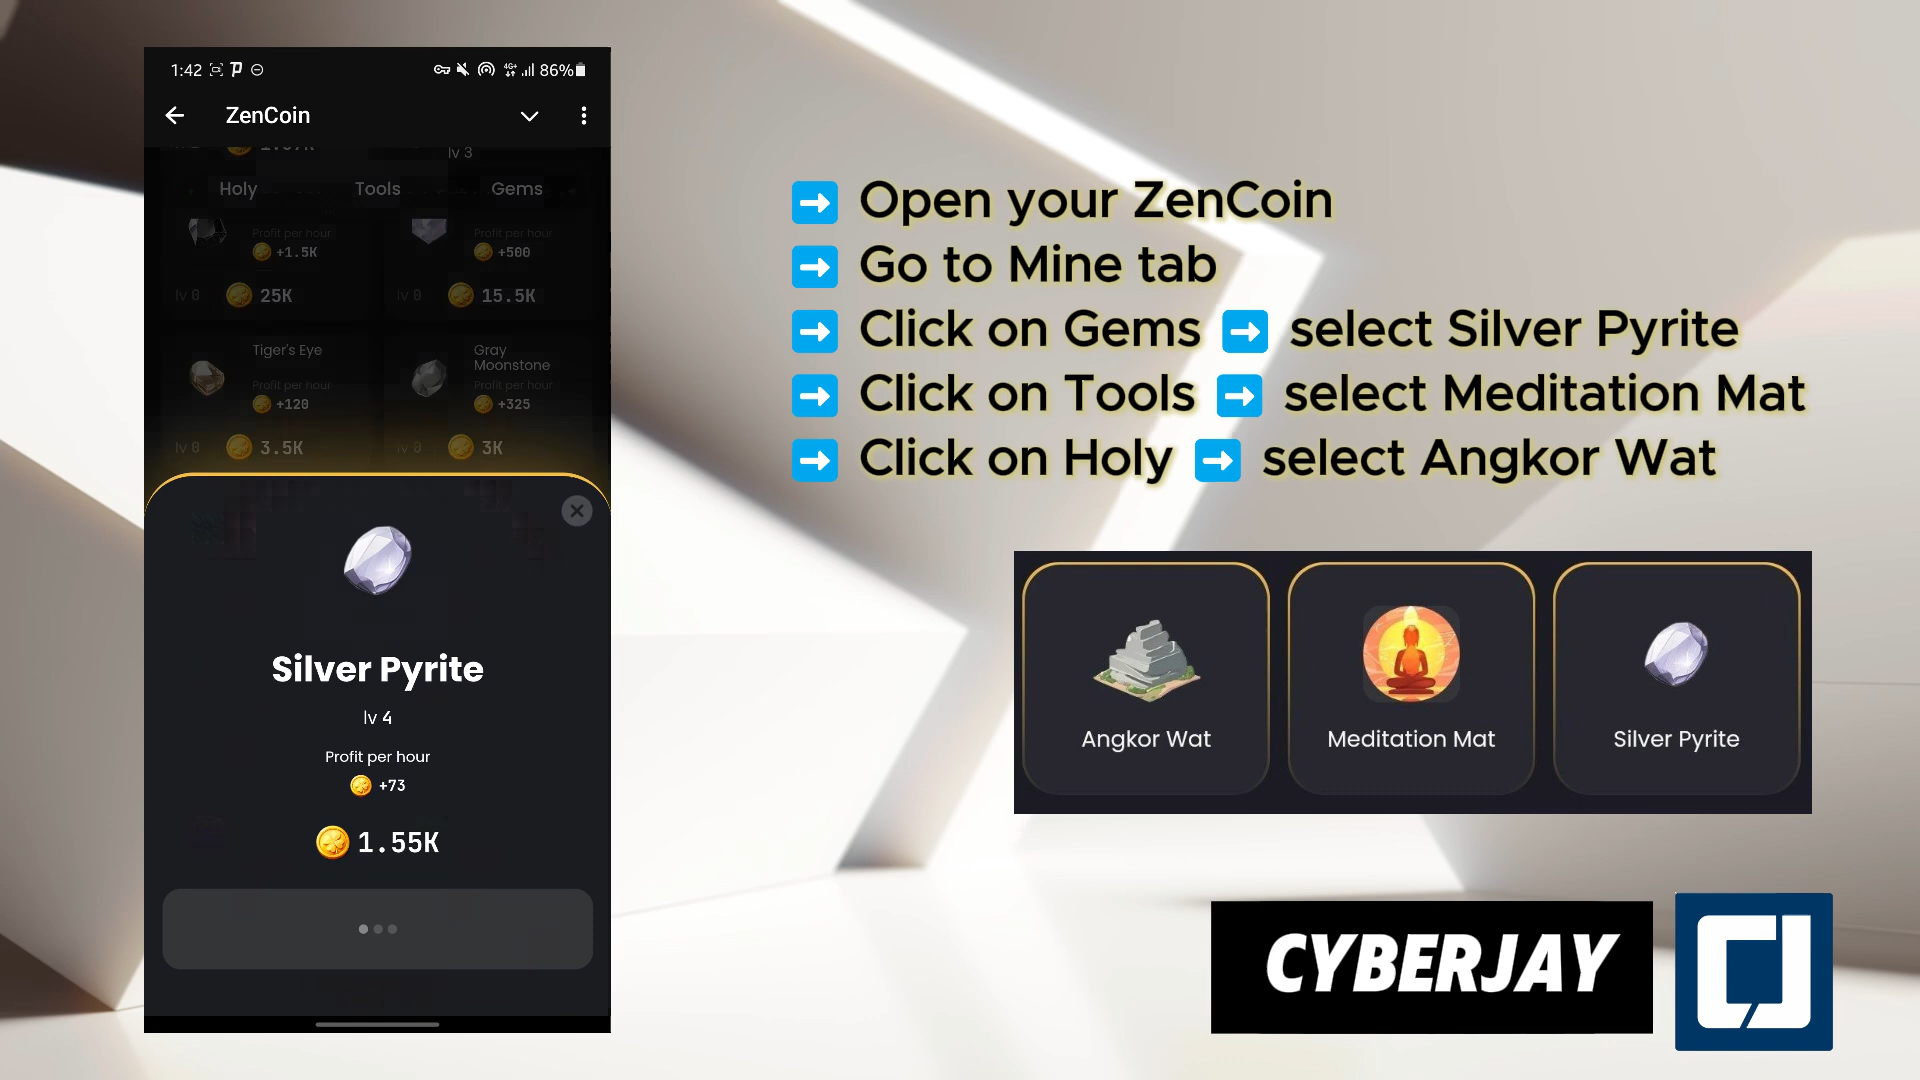 1:42
4G+
86%
ZenCoin
lv 3
Holy
Tools
Gems
Profit per hour
Profit per hour
+1.5K
+500
lv 0
25K
lv 0
15.5K
Tiger's Eye
Gray
Moonstone
Profit per hour
Profit per hour
+120
+325
lv 0
3.5K
lv 0
3K
Silver Pyrite
lv 4
Profit per hour
+73
1.55K
➡ Open your ZenCoin
➡ Go to Mine tab
➡ Click on Gems ➡ select Silver Pyrite
➡ Click on Tools ➡ select Meditation Mat
➡ Click on Holy ➡ select Angkor Wat
Angkor Wat
Meditation Mat
Silver Pyrite
CYBERJAY